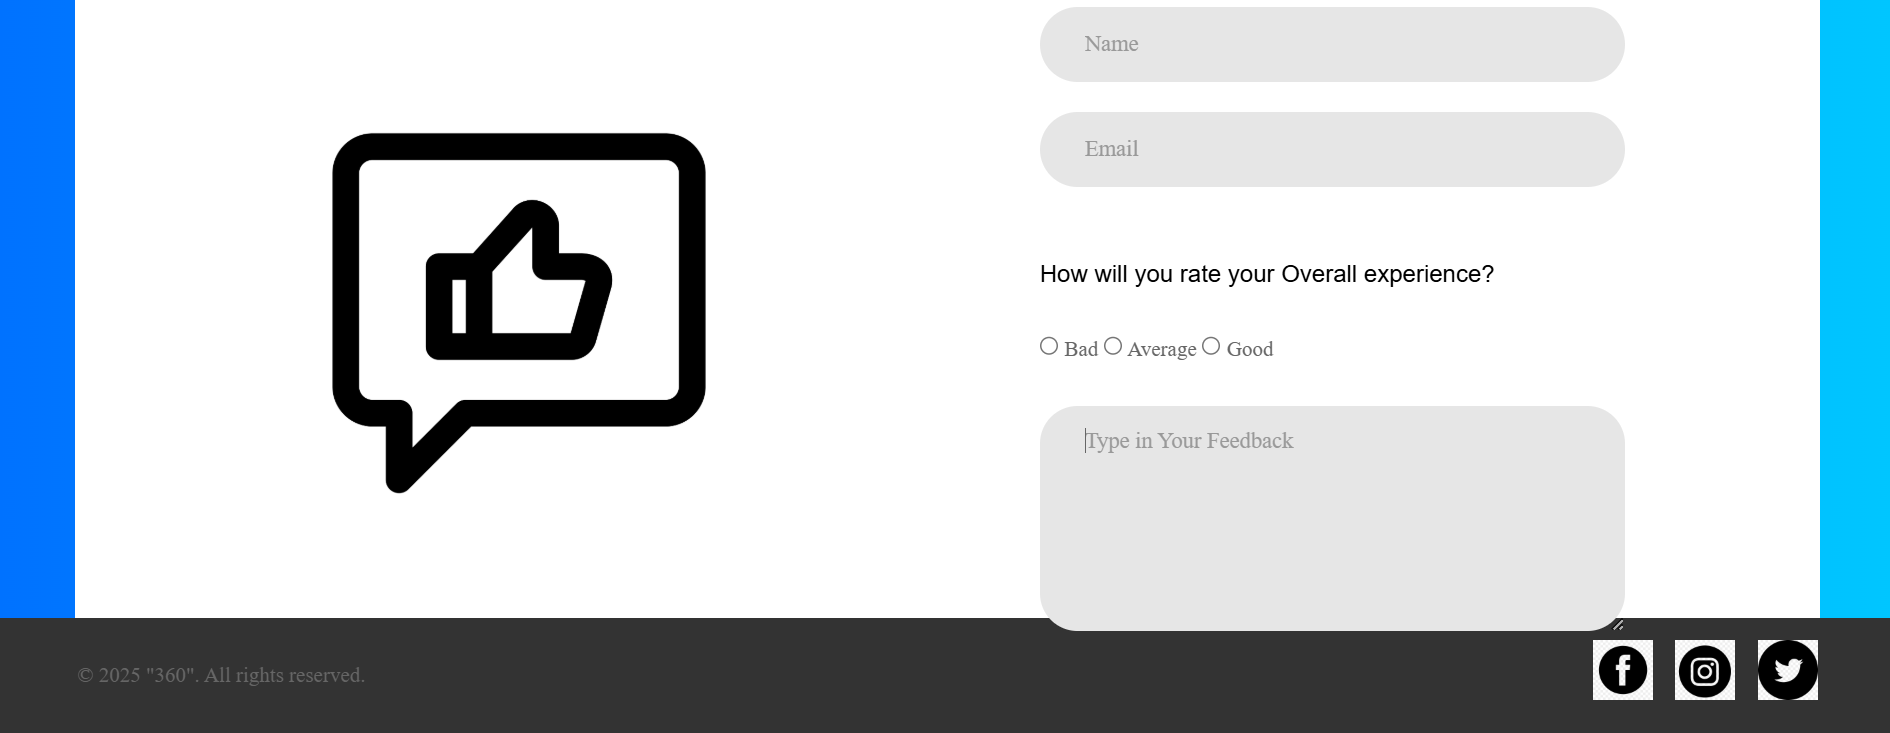 Name
Email
How will you rate your Overall experience?
Bad Average Good
Type in Your Feedback
© 2025 "360". All rights reserved.